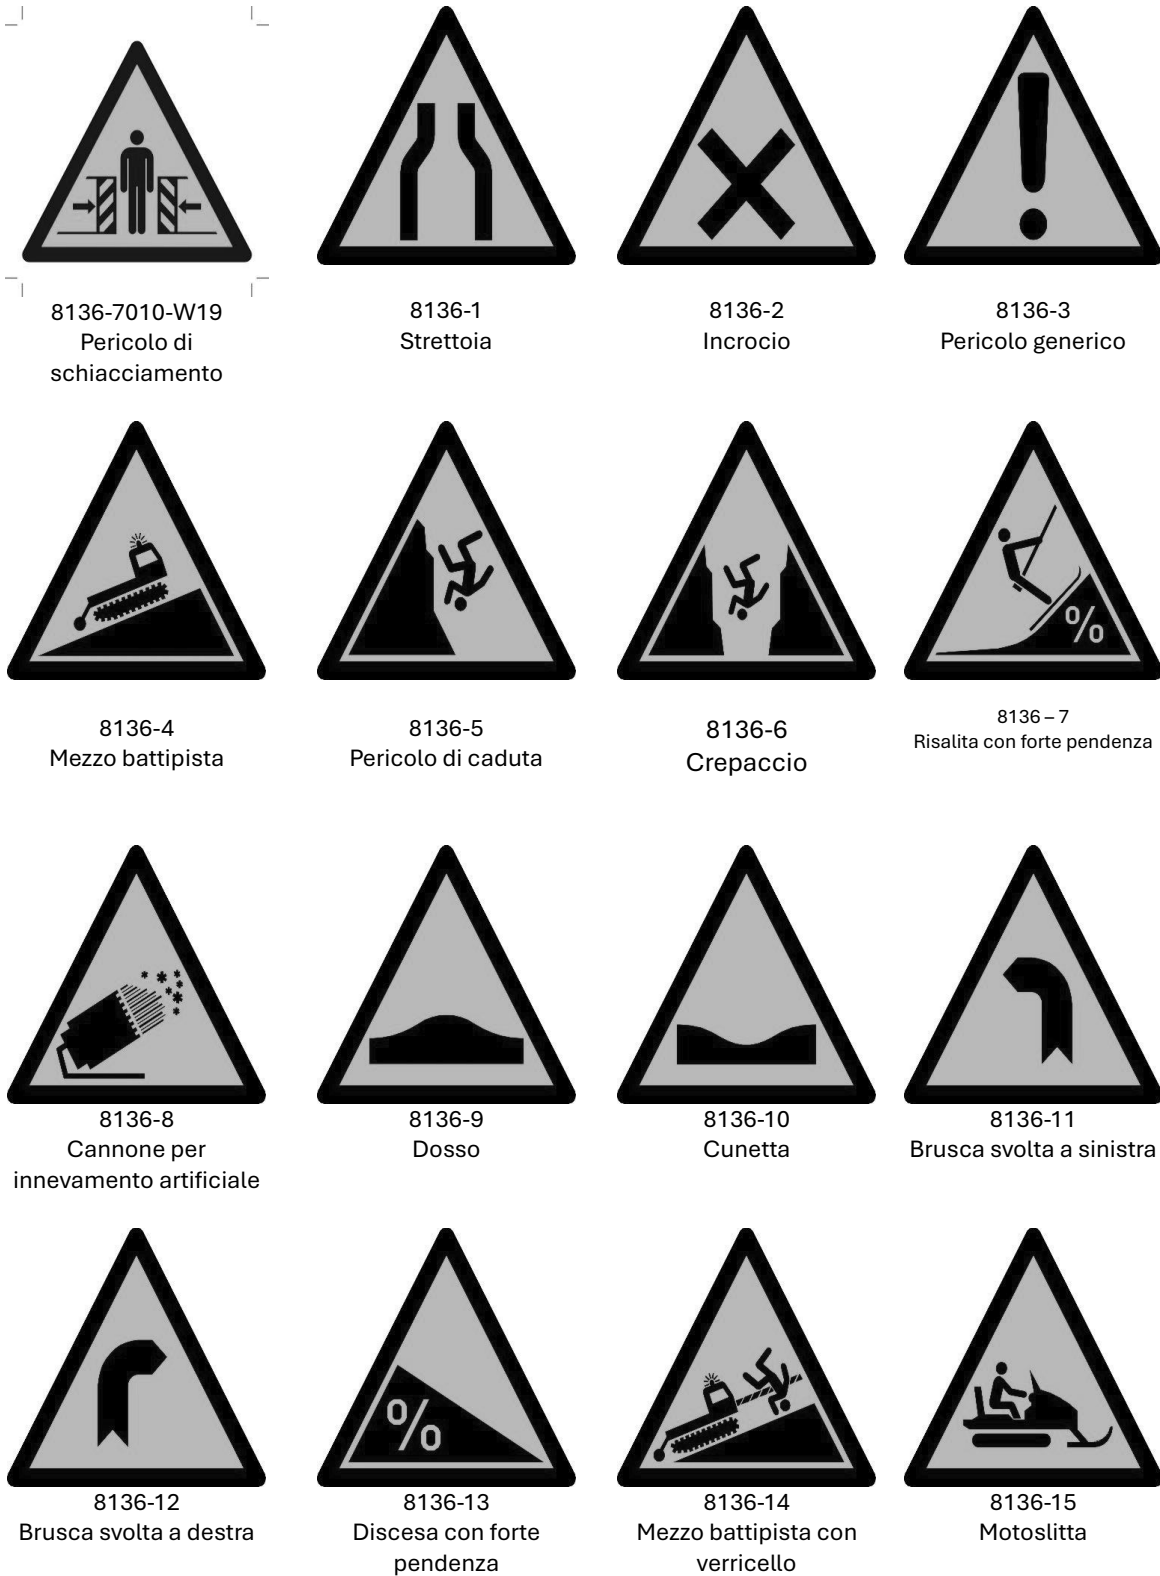 8136-7010-W19
Pericolo di
schiacciamento
8136-1
Strettoia
8136-2
Incrocio
8136-3
Pericolo generico
8136-4
Mezzo battipista
8136-5
Pericolo di caduta
8136-6
Crepaccio
8136 – 7
Risalita con forte pendenza
%
8136-8
Cannone per
innevamento artificiale
8136-9
Dosso
8136-10
Cunetta
8136-11
Brusca svolta a sinistra
8136-12
Brusca svolta a destra
%
8136-13
Discesa con forte
pendenza
8136-14
Mezzo battipista con
verricello
8136-15
Motoslitta